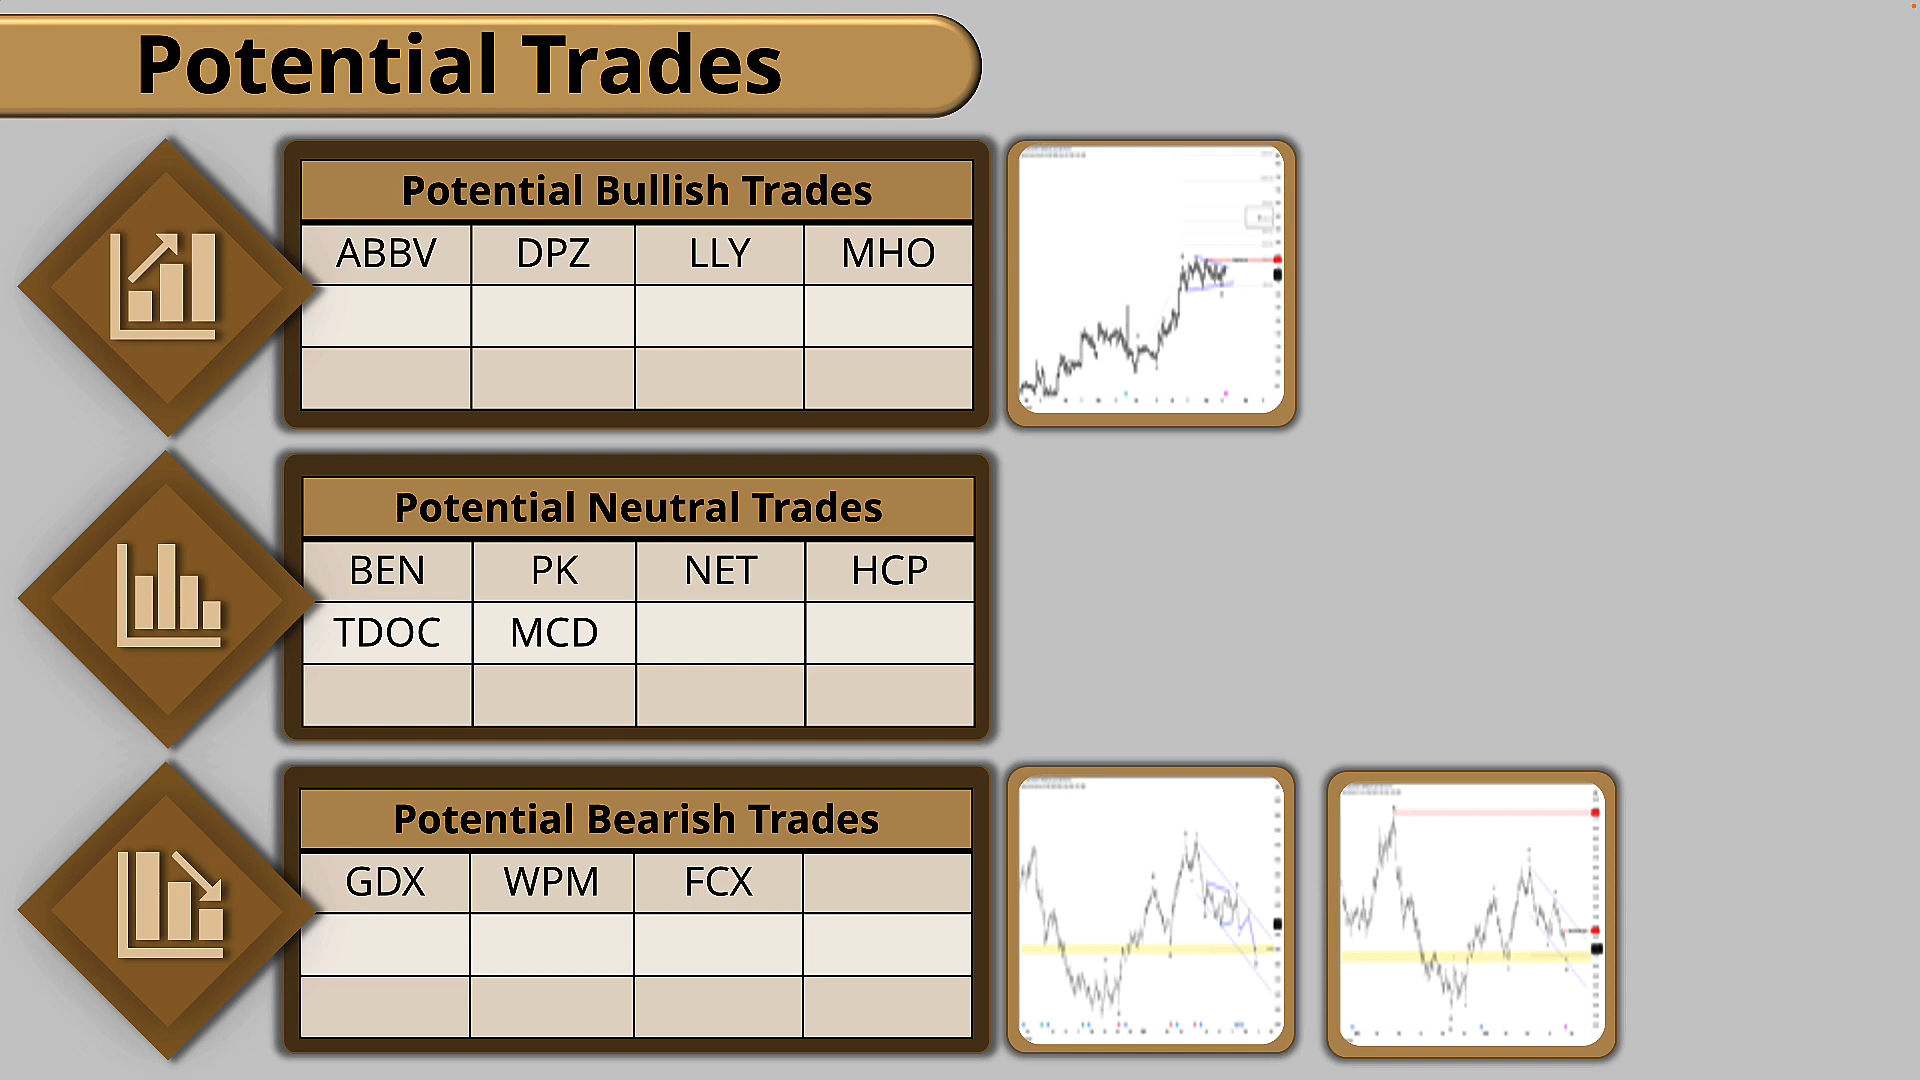 Potential Trades
Potential Bullish Trades
ABBV DPZ LLY MHO
Potential Neutral Trades
BEN PK NET HCP
TDOC MCD
Potential Bearish Trades
GDX WPM FCX